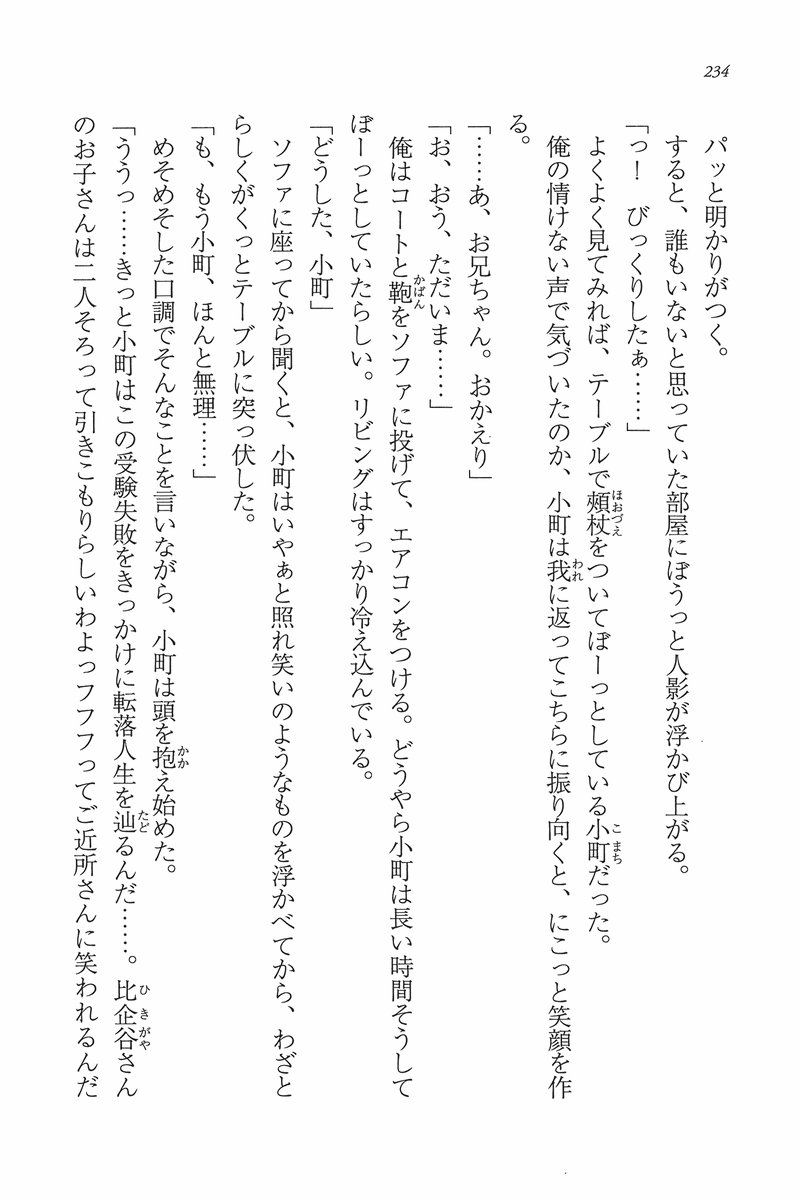 234
パッと明かりがつく。
すると、誰もいないと思っていた部屋にぼうっと人影が浮かび上がる。
「っ！　びっくりしたぁ……」
よくよく見てみれば、テーブルで頰杖をついてぼーっとしている小町だった。
俺の情けない声で気づいたのか、小町は我に返ってこちらに振り向くと、にこっと笑顔を作
る。
「……あ、お兄ちゃん。おかえり」
「お、おう、ただいま……」
俺はコートと鞄をソファに投げて、エアコンをつける。どうやら小町は長い時間そうして
ぼーっとしていたらしい。リビングはすっかり冷え込んでいる。
「どうした、小町」
ソファに座ってから聞くと、小町はいやぁと照れ笑いのようなものを浮かべてから、わざと
らしくがくっとテーブルに突っ伏した。
「も、もう小町、ほんと無理……」
めそめそした口調でそんなことを言いながら、小町は頭を抱え始めた。
「ううっ……きっと小町はこの受験失敗をきっかけに転落人生を辿るんだ……。比企谷さん
のお子さんは二人そろって引きこもりらしいわよっフフフってご近所さんに笑われるんだ